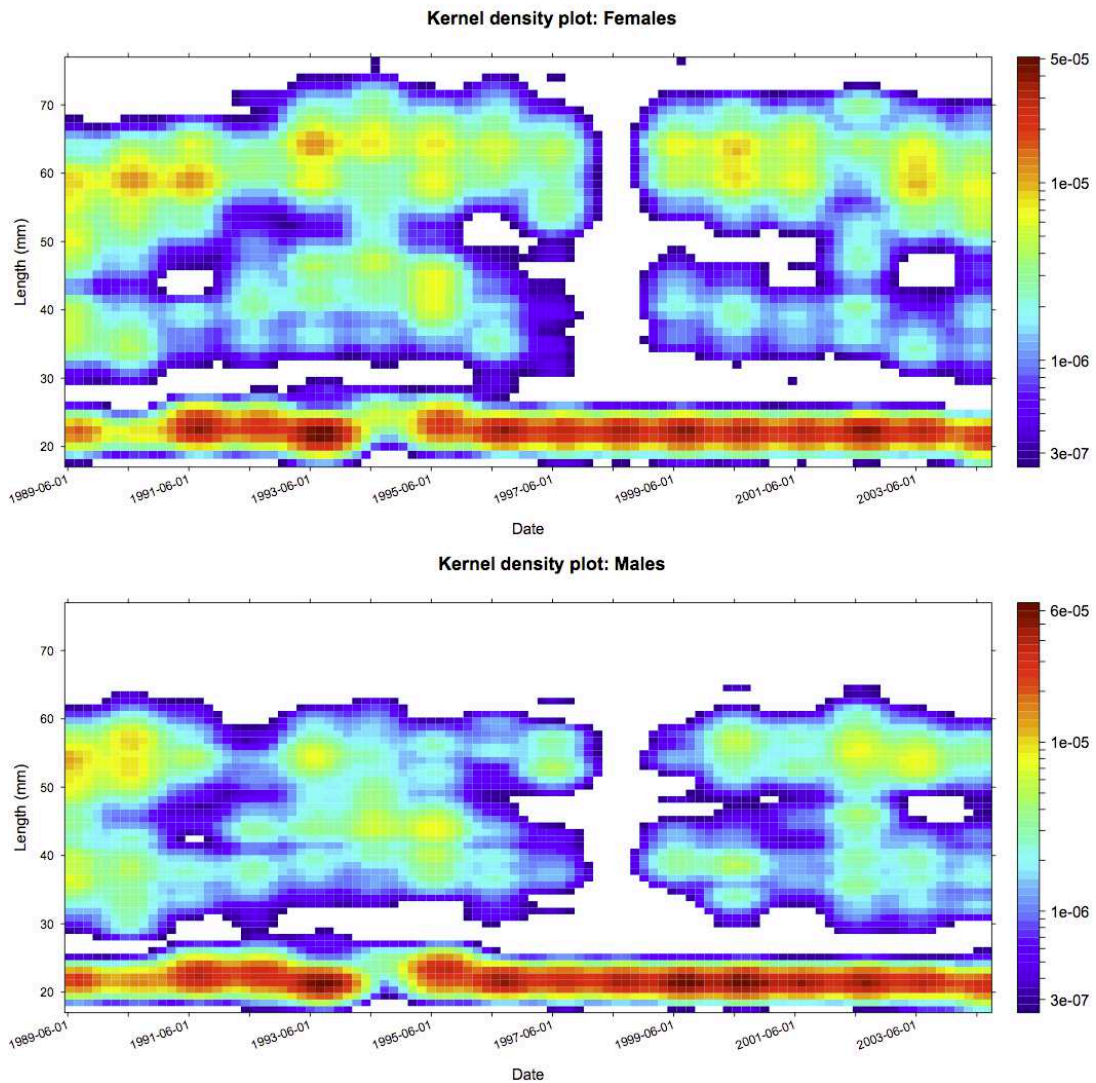 Kernel density plot: Females
5e-05
70
60
1e-05
Length (mm)
50
40
1e-06
30
20
3e-07
1989-06-01 1991-06-01 1993-06-01 1995-06-01 1997-06-01 1999-06-01 2001-06-01 2003-06-01
Date
Kernel density plot: Males
6e-05
70
60
1e-05
Length (mm)
50
40
1e-06
30
20
3e-07
1989-06-01 1991-06-01 1993-06-01 1995-06-01 1997-06-01 1999-06-01 2001-06-01 2003-06-01
Date